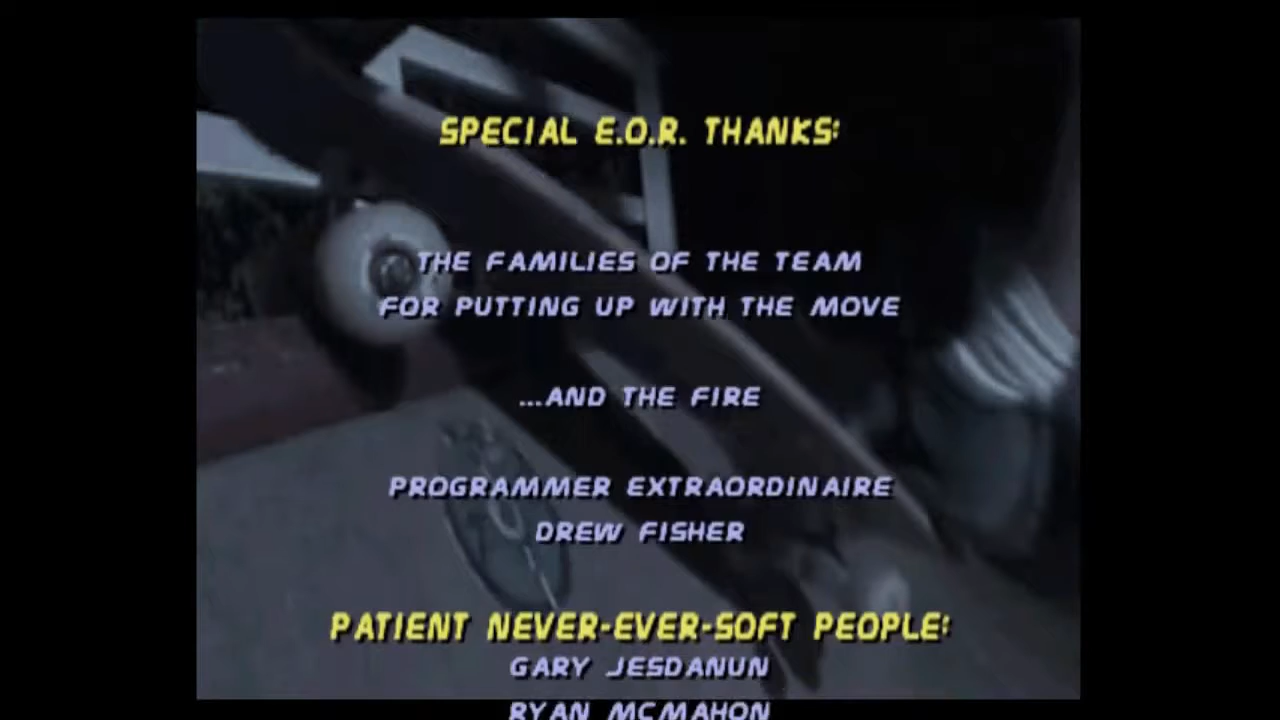 SPECIAL E.O.R. THANKS:
THE FAMILIES OF THE TEAM
FOR PUTTING UP WITH THE MOVE
...AND THE FIRE
PROGRAMMER EXTRAORDINAIRE
DREW FISHER
PATIENT NEVER-EVER-SOFT PEOPLE:
GARY JESDANUN
RYAN MCMAHON